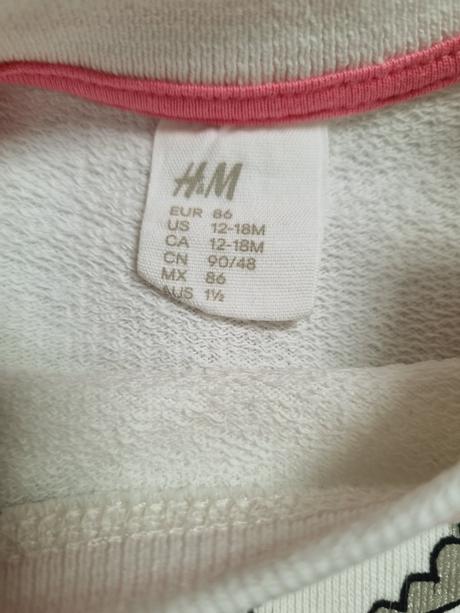 H&M
EUR 86
US 12-18M
CA 12-18M
CN 90/48
MX 86
AUS 1½